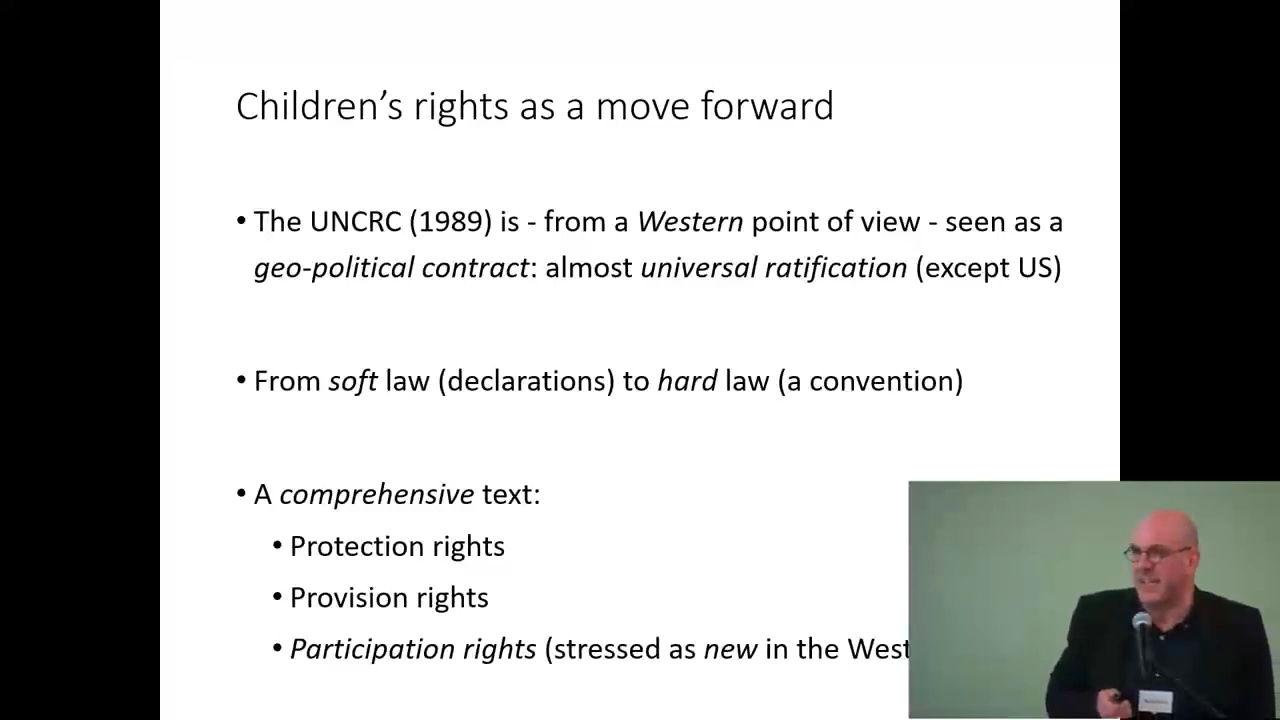 Children’s rights as a move forward
• The UNCRC (1989) is - from a Western point of view - seen as a
geo-political contract: almost universal ratification (except US)
• From soft law (declarations) to hard law (a convention)
• A comprehensive text:
• Protection rights
• Provision rights
• Participation rights (stressed as new in the West